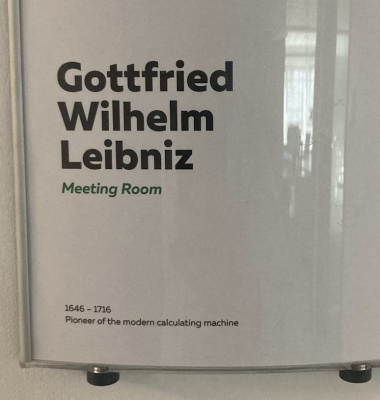 Gottfried
Wilhelm
Leibniz
Meeting Room
1646 – 1716
Pioneer of the modern calculating machine